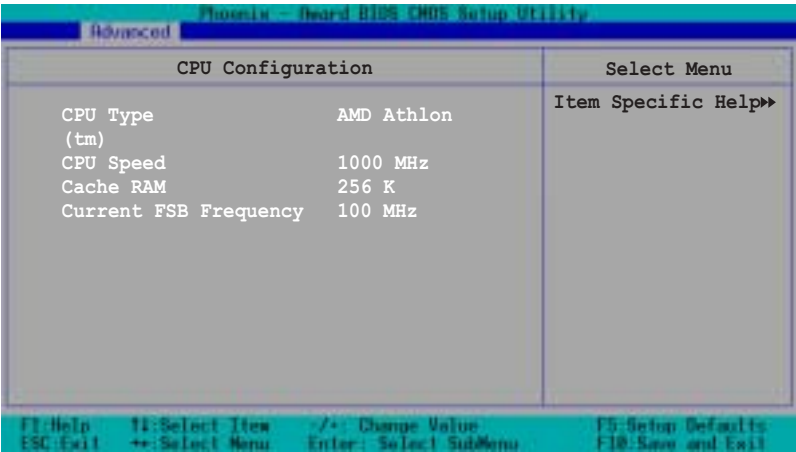 Phoenix - Award BIOS CMOS Setup Utility
Advanced
CPU Configuration
Select Menu
Item Specific Help▸▸
CPU Type AMD Athlon
(tm)
CPU Speed 1000 MHz
Cache RAM 256 K
Current FSB Frequency 100 MHz
F1:Help ↑↓:Select Item -/+: Change Value F5:Setup Defaults
ESC:Exit ↔:Select Menu Enter: Select SubMenu F10:Save and Exit